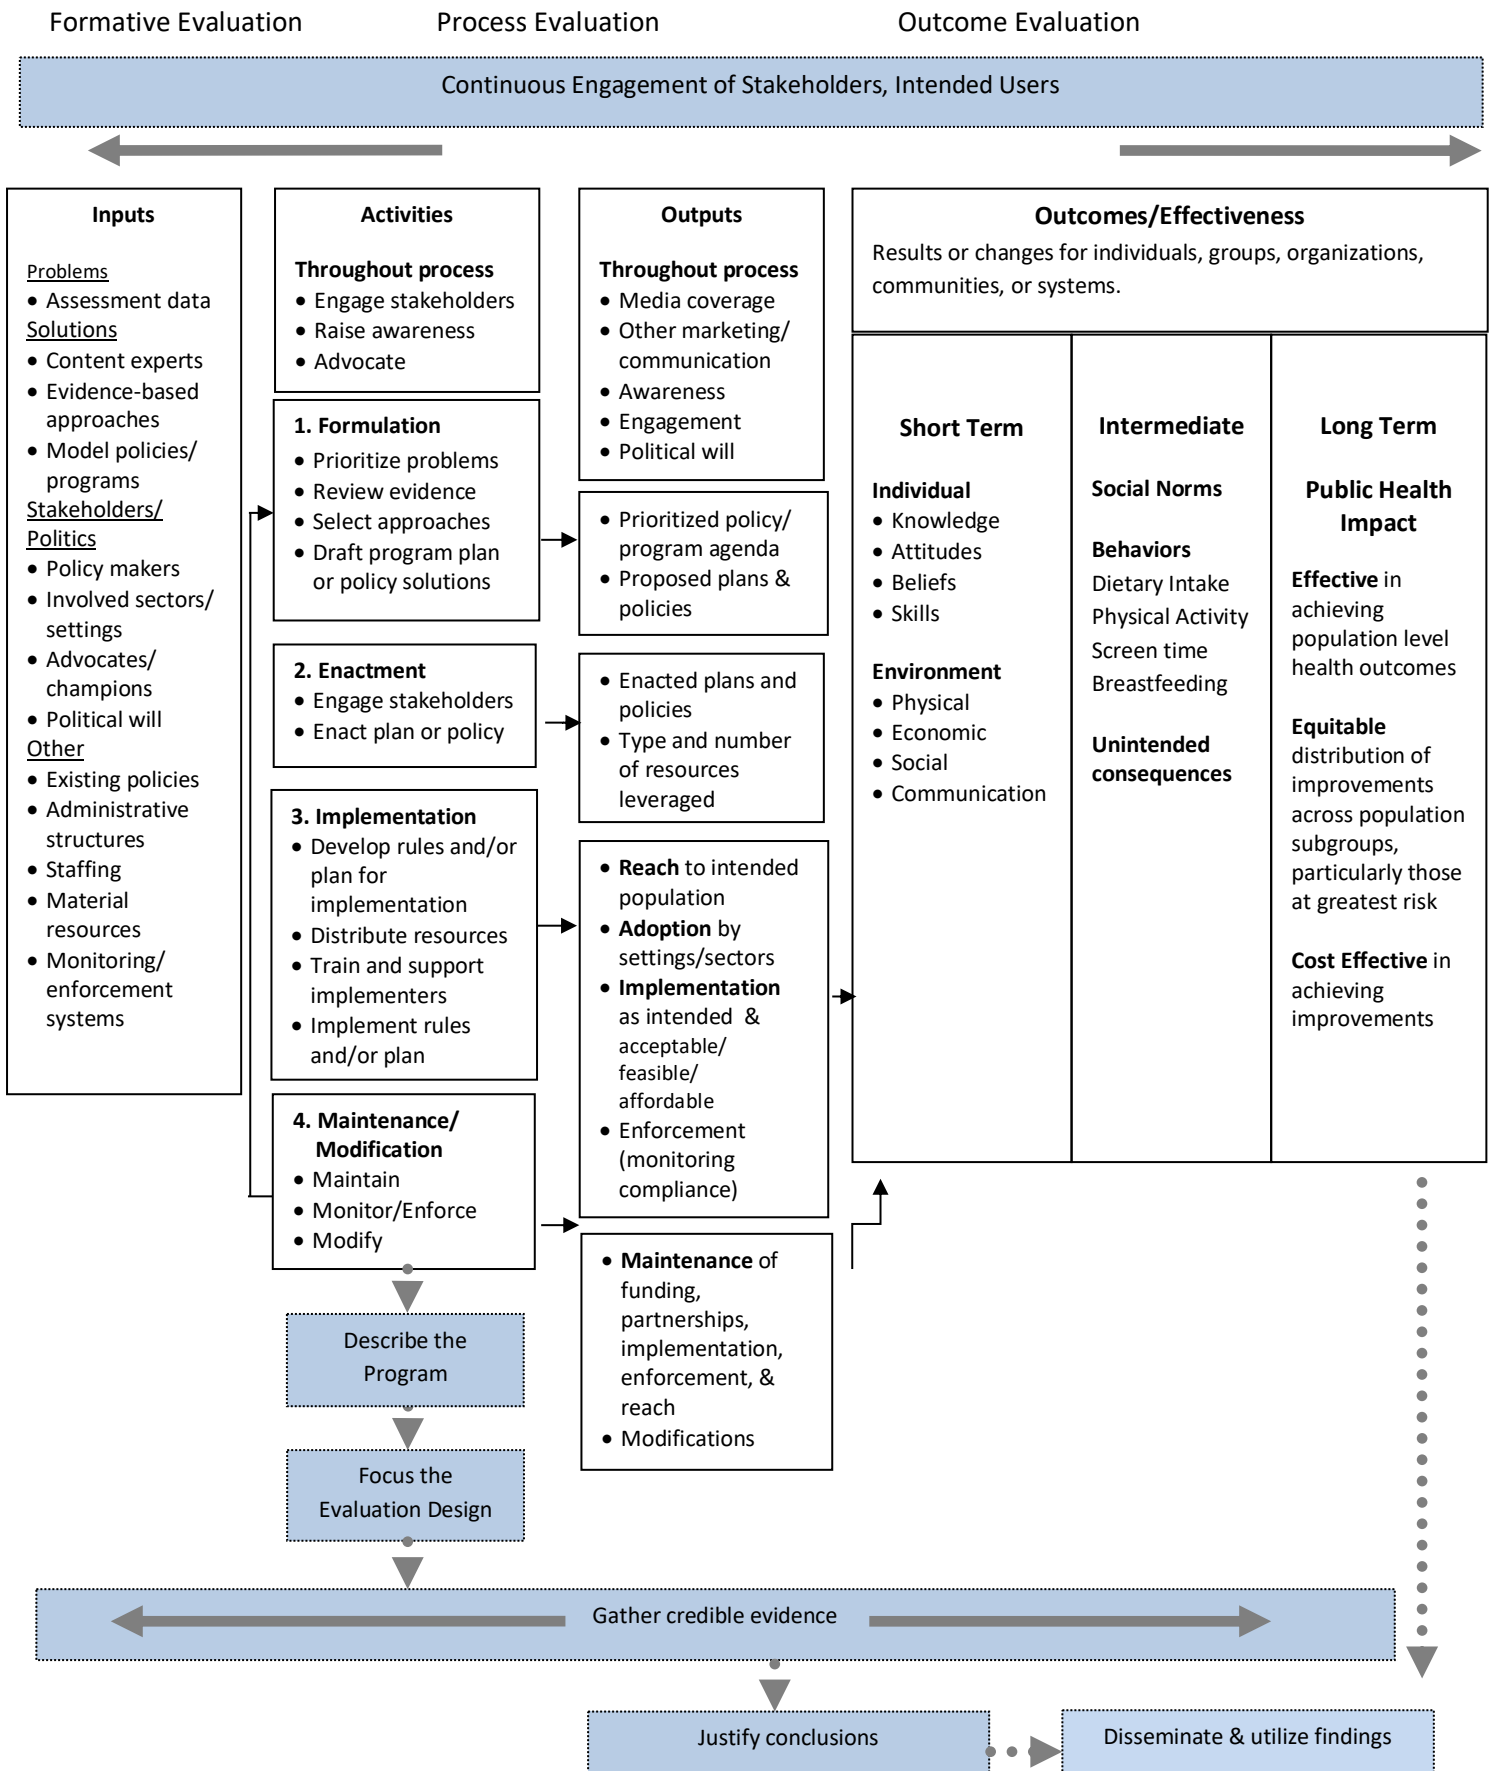 Formative Evaluation
Process Evaluation
Outcome Evaluation
Continuous Engagement of Stakeholders, Intended Users
Inputs
Problems
• Assessment data
Solutions
• Content experts
• Evidence-based
approaches
• Model policies/
programs
Stakeholders/
Politics
• Policy makers
• Involved sectors/
settings
• Advocates/
champions
• Political will
Other
• Existing policies
• Administrative
structures
• Staffing
• Material
resources
• Monitoring/
enforcement
systems
Activities
Throughout process
• Engage stakeholders
• Raise awareness
• Advocate
1. Formulation
• Prioritize problems
• Review evidence
• Select approaches
• Draft program plan
or policy solutions
2. Enactment
• Engage stakeholders
• Enact plan or policy
3. Implementation
• Develop rules and/or
plan for
implementation
• Distribute resources
• Train and support
implementers
• Implement rules
and/or plan
4. Maintenance/
Modification
• Maintain
• Monitor/Enforce
• Modify
Outputs
Throughout process
• Media coverage
• Other marketing/
communication
• Awareness
• Engagement
• Political will
• Prioritized policy/
program agenda
• Proposed plans &
policies
• Enacted plans and
policies
• Type and number
of resources
leveraged
• Reach to intended
population
• Adoption by
settings/sectors
• Implementation
as intended &
acceptable/
feasible/
affordable
• Enforcement
(monitoring
compliance)
• Maintenance of
funding,
partnerships,
implementation,
enforcement, &
reach
• Modifications
Outcomes/Effectiveness
Results or changes for individuals, groups, organizations,
communities, or systems.
Short Term
Individual
• Knowledge
• Attitudes
• Beliefs
• Skills
Environment
• Physical
• Economic
• Social
• Communication
Intermediate
Social Norms
Behaviors
Dietary Intake
Physical Activity
Screen time
Breastfeeding
Unintended
consequences
Long Term
Public Health
Impact
Effective in
achieving
population level
health outcomes
Equitable
distribution of
improvements
across population
subgroups,
particularly those
at greatest risk
Cost Effective in
achieving
improvements
Describe the
Program
Focus the
Evaluation Design
Gather credible evidence
Justify conclusions
Disseminate & utilize findings